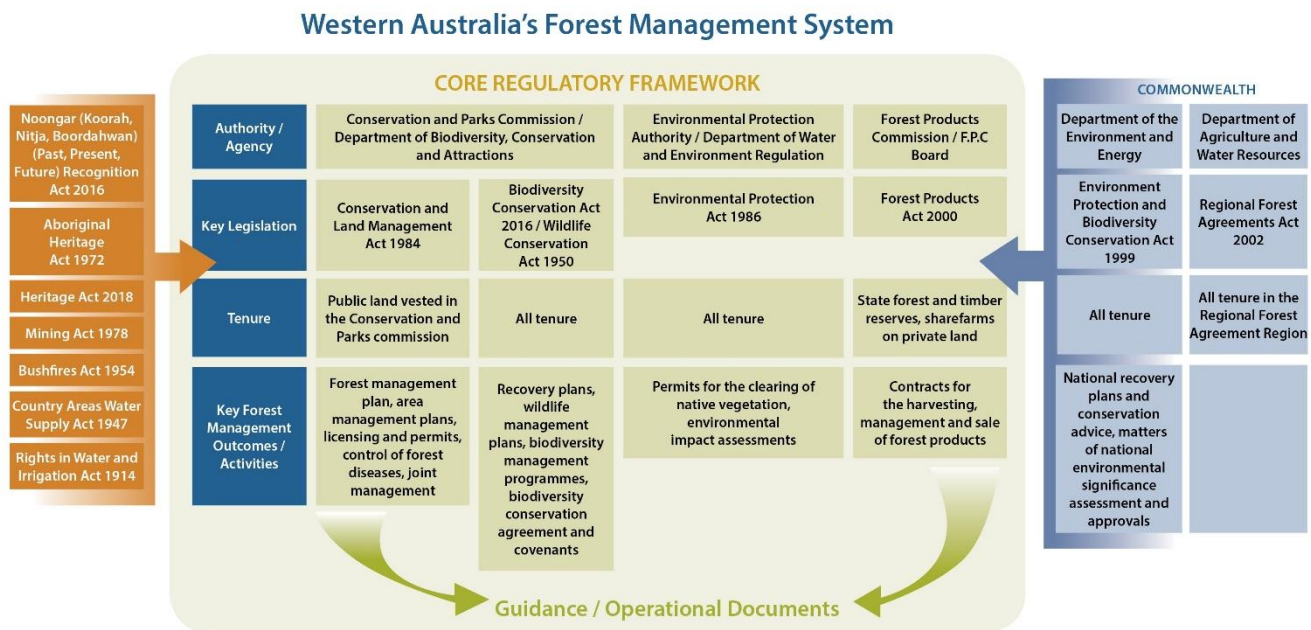 Western Australia's Forest Management System
Noongar (Koorah,
Nitja, Boordahwan)
(Past, Present,
Future) Recognition
Act 2016
Aboriginal
Heritage
Act 1972
Heritage Act 2018
Mining Act 1978
Bushfires Act 1954
Country Areas Water
Supply Act 1947
Rights in Water and
Irrigation Act 1914
CORE REGULATORY FRAMEWORK
Authority /
Agency
Conservation and Parks Commission /
Department of Biodiversity, Conservation
and Attractions
Environmental Protection
Authority / Department of Water
and Environment Regulation
Forest Products
Commission / F.P.C
Board
Key Legislation
Conservation and
Land Management
Act 1984
Biodiversity
Conservation Act
2016 / Wildlife
Conservation
Act 1950
Environmental Protection
Act 1986
Forest Products
Act 2000
Tenure
Public land vested in
the Conservation and
Parks commission
All tenure
All tenure
State forest and timber
reserves, sharefarms
on private land
Key Forest
Management
Outcomes /
Activities
Forest management
plan, area
management plans,
licensing and permits,
control of forest
diseases, joint
management
Recovery plans,
wildlife
management
plans, biodiversity
management
programmes,
biodiversity
conservation
agreement and
covenants
Permits for the clearing of
native vegetation,
environmental
impact assessments
Contracts for
the harvesting,
management and sale
of forest products
Guidance / Operational Documents
COMMONWEALTH
Department of
the Environment and
Energy
Department of
Agriculture and
Water Resources
Environment
Protection and
Biodiversity
Conservation Act
1999
Regional Forest
Agreements Act
2002
All tenure
All tenure in the
Regional Forest
Agreement Region
National recovery
plans and
conservation
advice, matters of
national
environmental
significance
assessment and
approvals